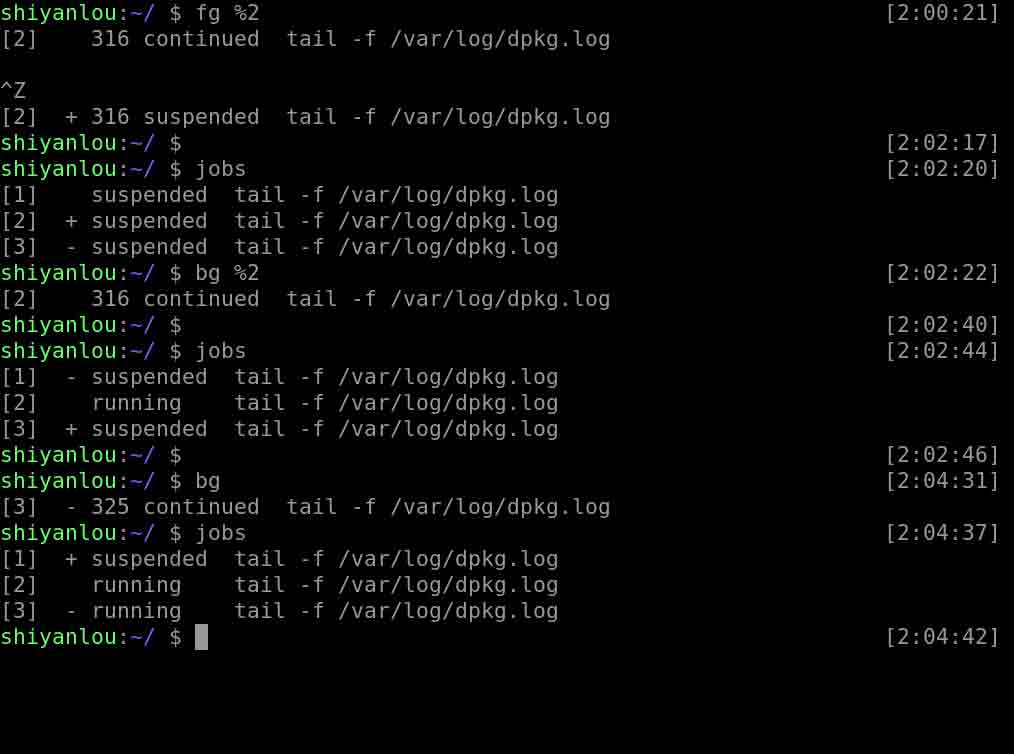 shiyanlou:~/ $ fg %2 [2:00:21]
[2]    316 continued  tail -f /var/log/dpkg.log
^Z
[2]  + 316 suspended  tail -f /var/log/dpkg.log
shiyanlou:~/ $ [2:02:17]
shiyanlou:~/ $ jobs [2:02:20]
[1]    suspended  tail -f /var/log/dpkg.log
[2]  + suspended  tail -f /var/log/dpkg.log
[3]  - suspended  tail -f /var/log/dpkg.log
shiyanlou:~/ $ bg %2 [2:02:22]
[2]    316 continued  tail -f /var/log/dpkg.log
shiyanlou:~/ $ [2:02:40]
shiyanlou:~/ $ jobs [2:02:44]
[1]  - suspended  tail -f /var/log/dpkg.log
[2]    running    tail -f /var/log/dpkg.log
[3]  + suspended  tail -f /var/log/dpkg.log
shiyanlou:~/ $ [2:02:46]
shiyanlou:~/ $ bg [2:04:31]
[3]  - 325 continued  tail -f /var/log/dpkg.log
shiyanlou:~/ $ jobs [2:04:37]
[1]  + suspended  tail -f /var/log/dpkg.log
[2]    running    tail -f /var/log/dpkg.log
[3]  - running    tail -f /var/log/dpkg.log
shiyanlou:~/ $ [2:04:42]